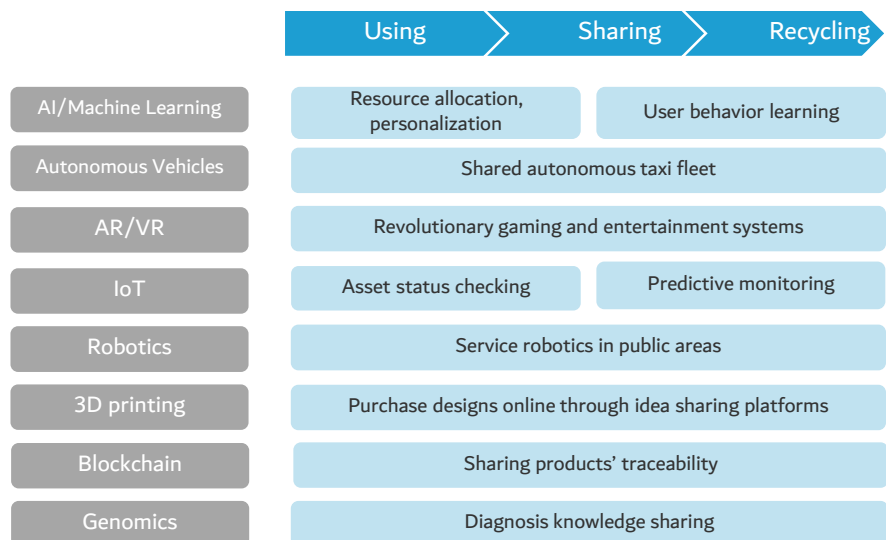 Using Sharing Recycling
AI/Machine Learning
Resource allocation,
personalization
User behavior learning
Autonomous Vehicles
Shared autonomous taxi fleet
AR/VR
Revolutionary gaming and entertainment systems
IoT
Asset status checking
Predictive monitoring
Robotics
Service robotics in public areas
3D printing
Purchase designs online through idea sharing platforms
Blockchain
Sharing products’ traceability
Genomics
Diagnosis knowledge sharing